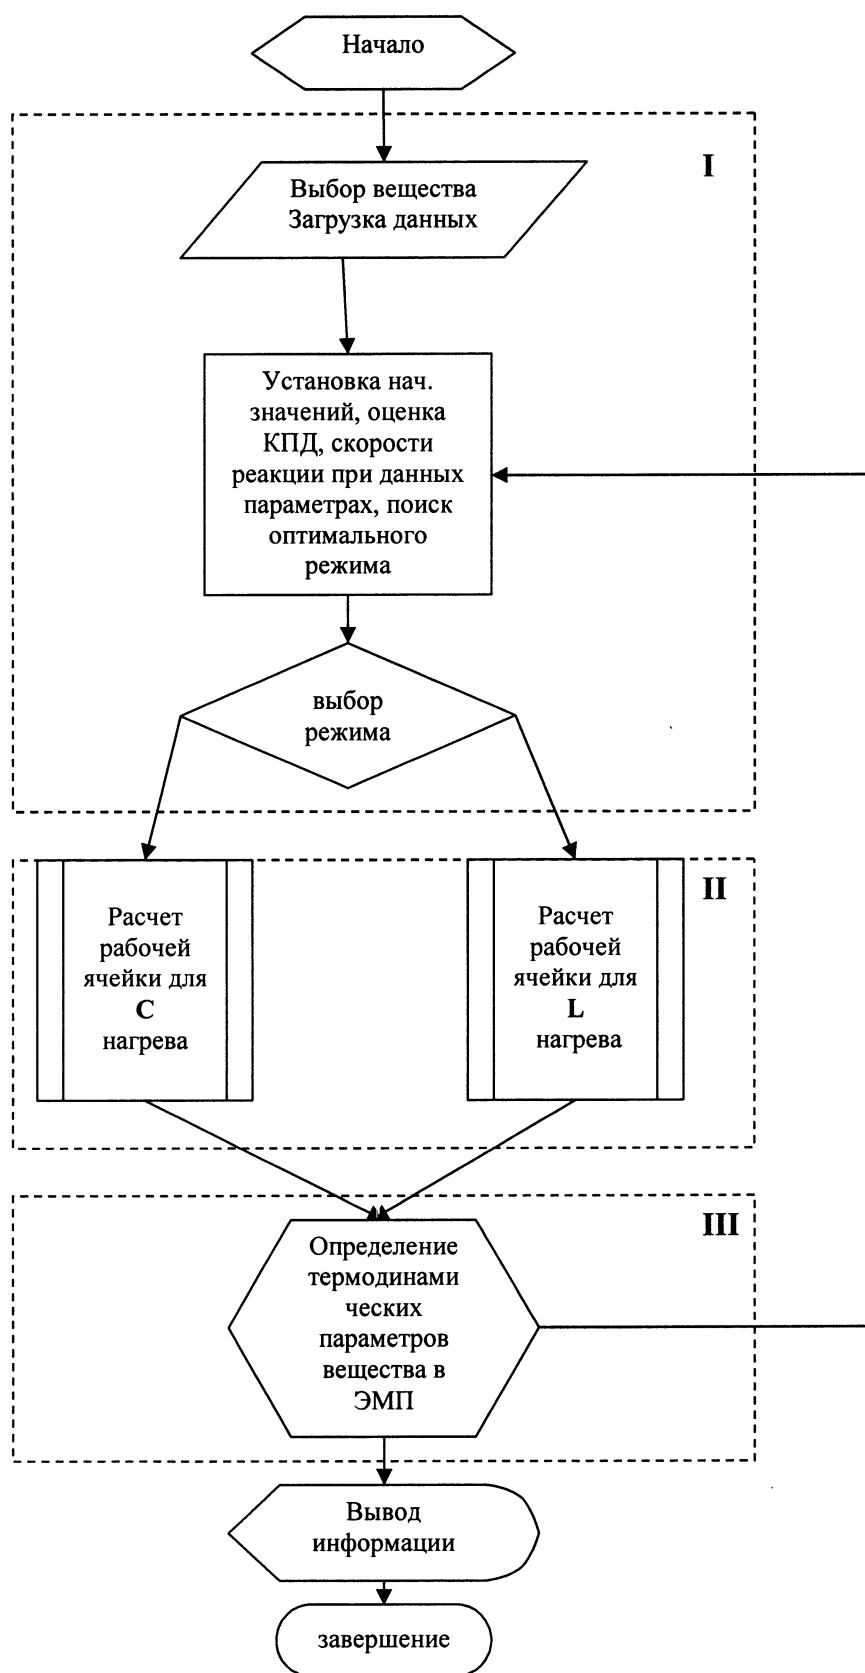 Начало
I
Выбор вещества
Загрузка данных
Установка нач.
значений, оценка
КПД, скорости
реакции при данных
параметрах, поиск
оптимального
режима
выбор
режима
II
Расчет
рабочей
ячейки для
С
нагрева
Расчет
рабочей
ячейки для
L
нагрева
III
Определение
термодинами
ческих
параметров
вещества в
ЭМП
Вывод
информации
завершение